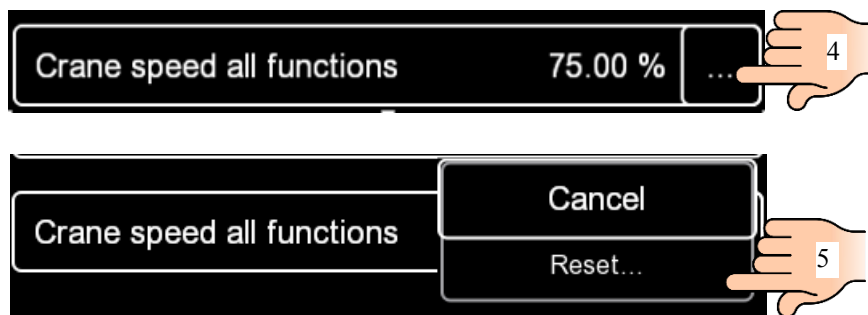 Crane speed all functions 75.00 % ... 4
Cancel
Crane speed all functions
Reset... 5